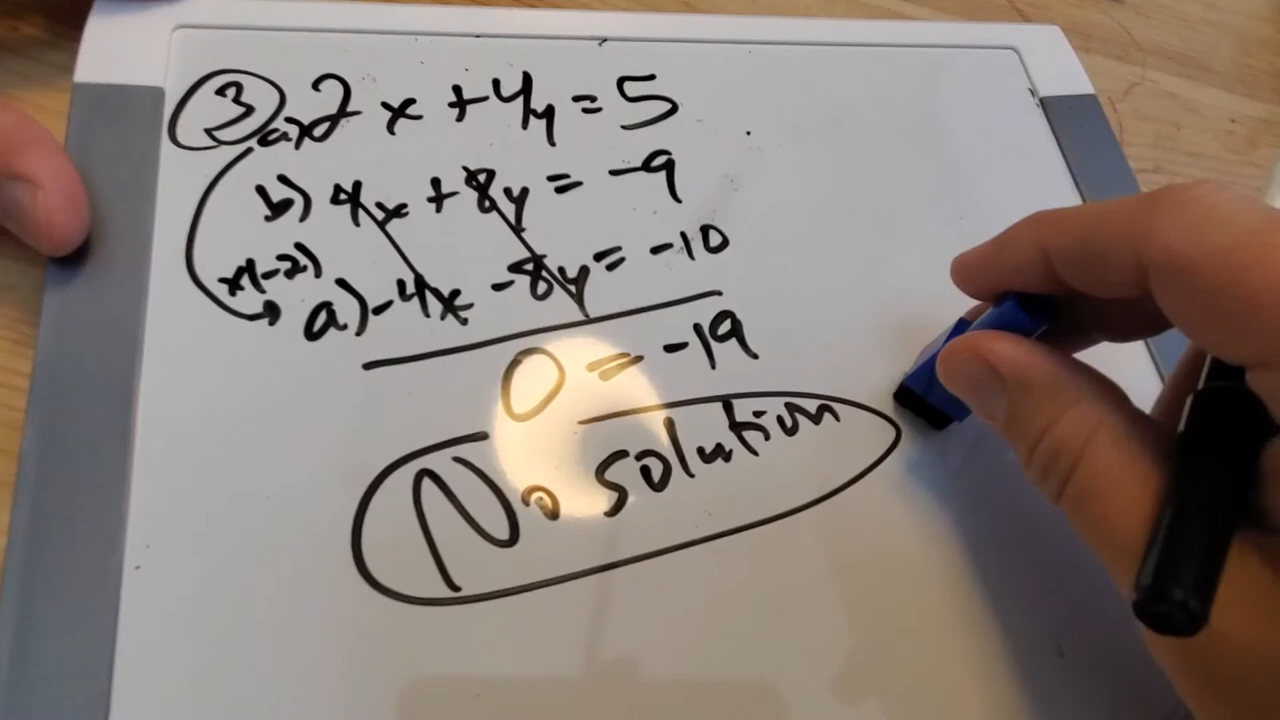 ③ a) 2x + 4y = 5
b) 4x + 8y = -9
x(-2)
a) -4x - 8y = -10
0 = -19
No solution